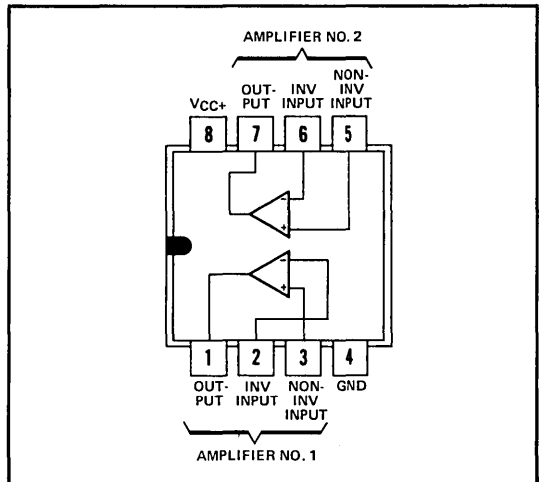 AMPLIFIER NO. 2
VCC+
OUT-
PUT
INV
INPUT
NON-
INV
INPUT
8
7
6
5
-
+
-
+
1
2
3
4
OUT-
PUT
INV
INPUT
NON-
INV
INPUT
GND
AMPLIFIER NO. 1